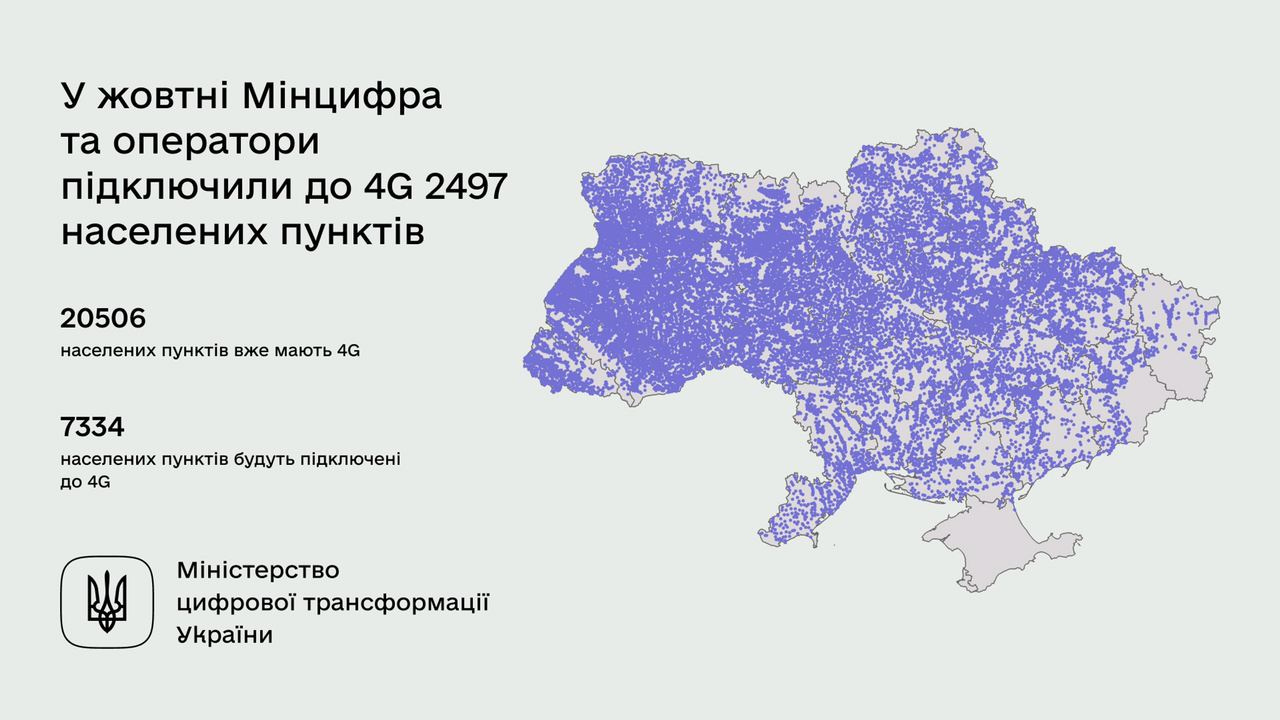 У жовтні Мінцифра
та оператори
підключили до 4G 2497
населених пунктів
20506
населених пунктів вже мають 4G
7334
населених пунктів будуть підключені
до 4G
Міністерство
цифрової трансформації
України